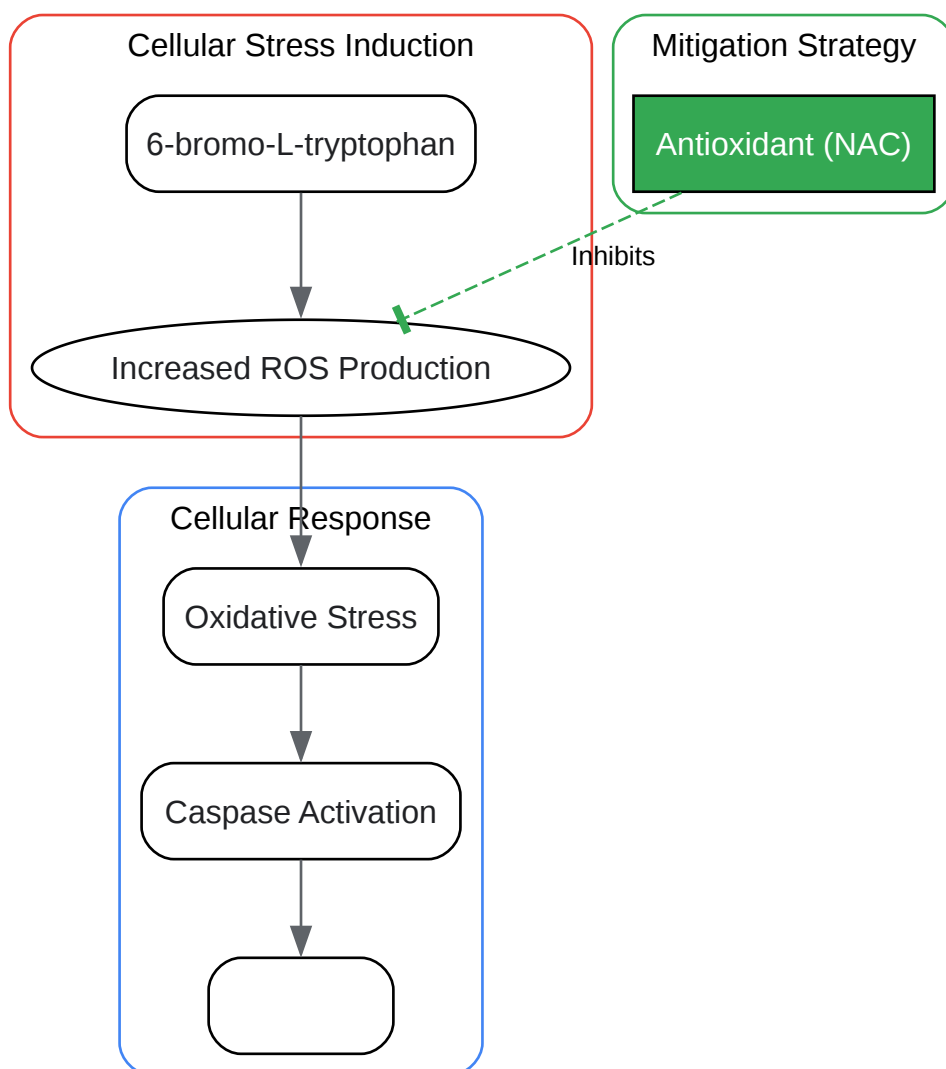 Cellular Stress Induction
Mitigation Strategy
6-bromo-L-tryptophan
Antioxidant (NAC)
Inhibits
Increased ROS Production
Cellular Response
Oxidative Stress
Caspase Activation